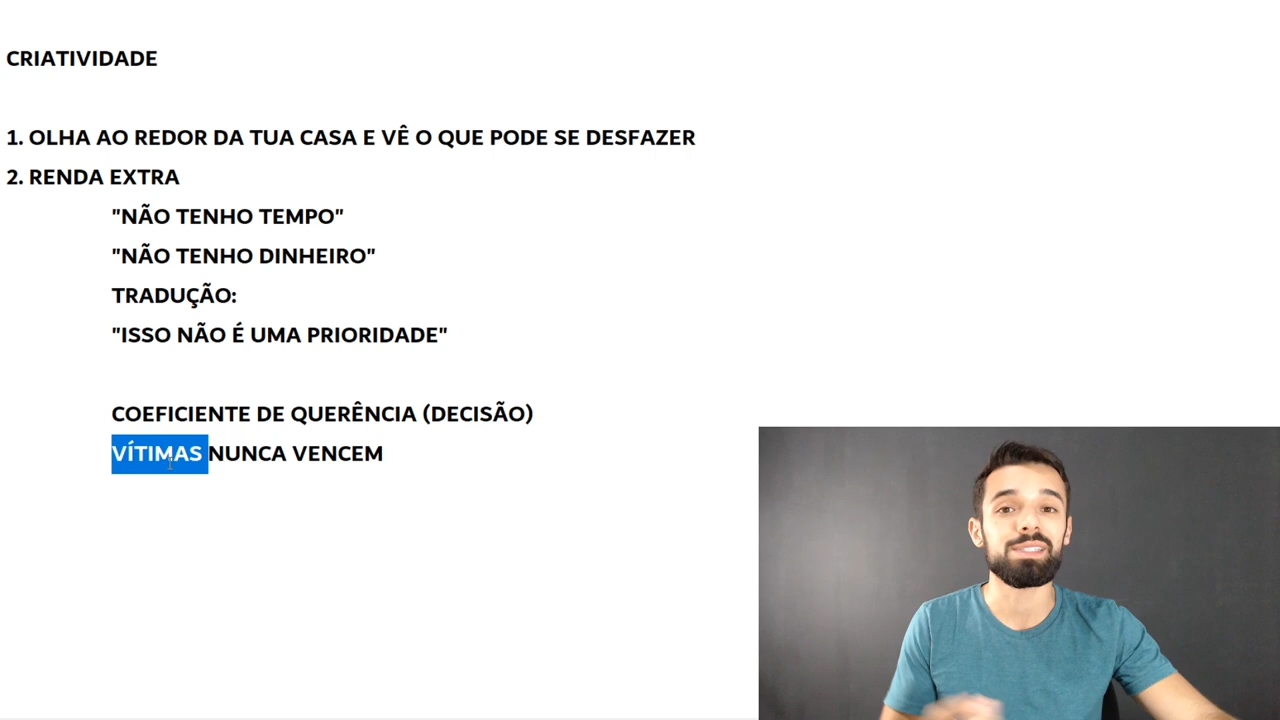 CRIATIVIDADE
1. OLHA AO REDOR DA TUA CASA E VÊ O QUE PODE SE DESFAZER
2. RENDA EXTRA
"NÃO TENHO TEMPO"
"NÃO TENHO DINHEIRO"
TRADUÇÃO:
"ISSO NÃO É UMA PRIORIDADE"
COEFICIENTE DE QUERÊNCIA (DECISÃO)
VÍTIMAS NUNCA VENCEM